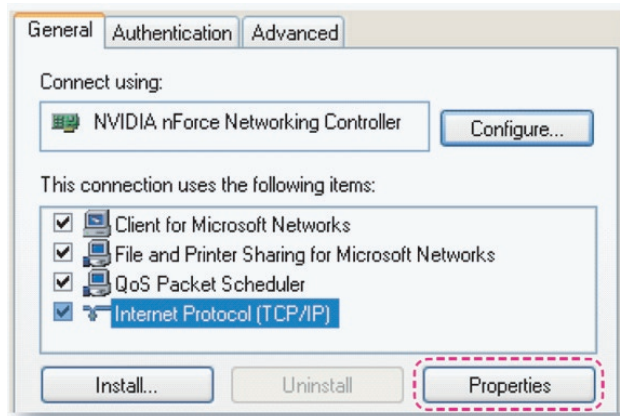 General Authentication Advanced
Connect using:
NVIDIA nForce Networking Controller Configure...
This connection uses the following items:
Client for Microsoft Networks
File and Printer Sharing for Microsoft Networks
QoS Packet Scheduler
Internet Protocol (TCP/IP)
Install... Uninstall Properties